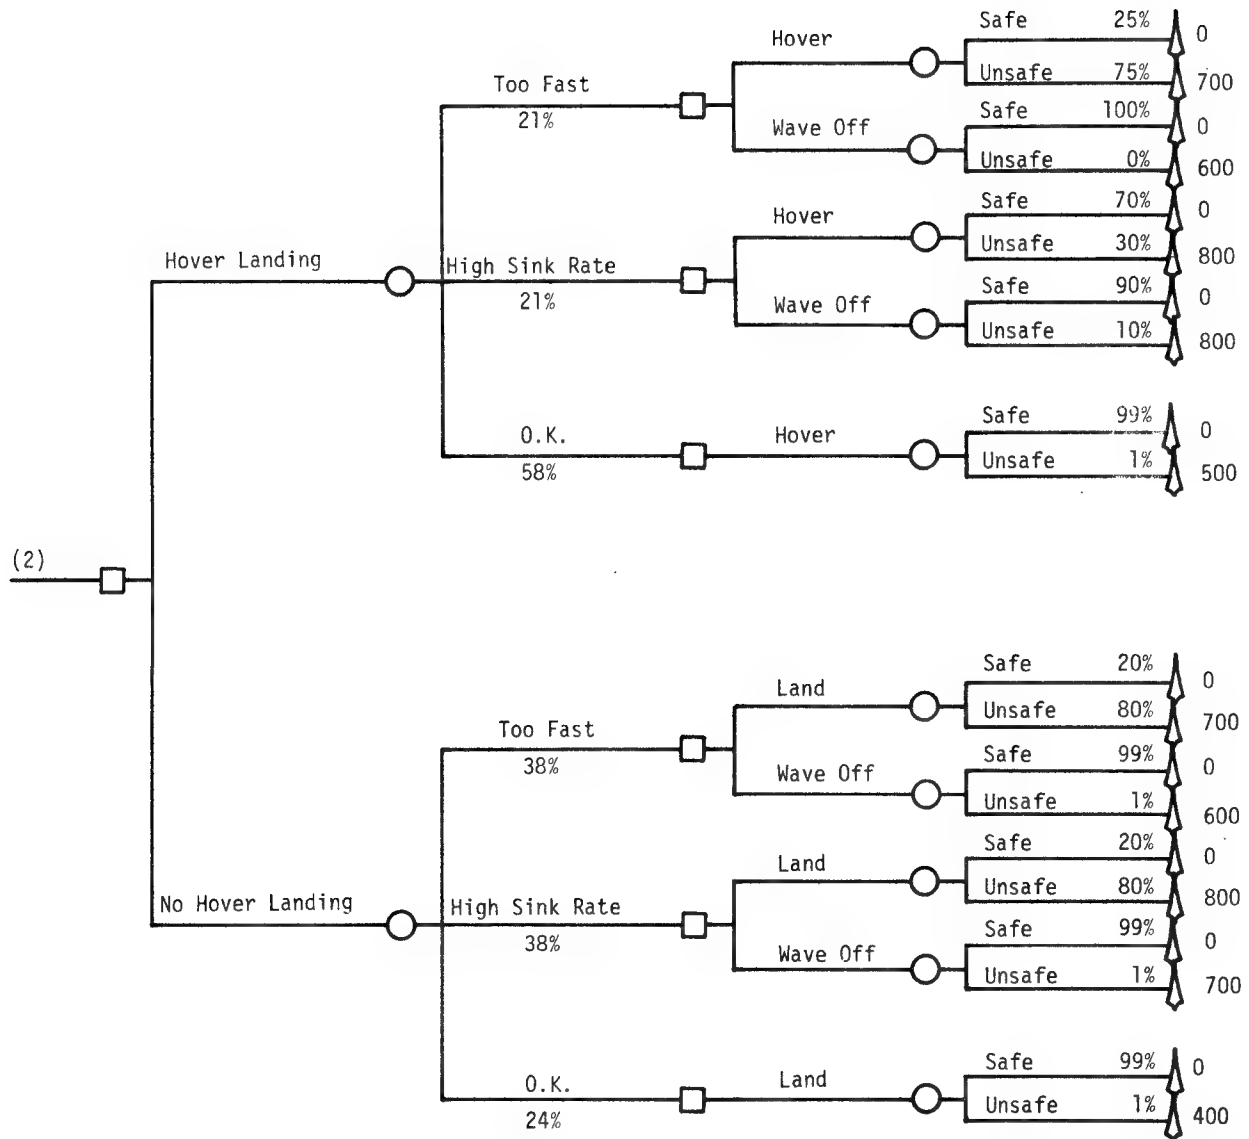 Safe 25% 0
Hover
Unsafe 75% 700
Too Fast
21%
Safe 100% 0
Wave Off
Unsafe 0% 600
Safe 70% 0
Hover
Unsafe 30% 800
Hover Landing
High Sink Rate
21%
Safe 90% 0
Wave Off
Unsafe 10% 800
Safe 99% 0
O.K.
58%
Hover
Unsafe 1% 500
(2)
Safe 20% 0
Land
Unsafe 80% 700
Too Fast
38%
Safe 99% 0
Wave Off
Unsafe 1% 600
Safe 20% 0
Land
Unsafe 80% 800
No Hover Landing
High Sink Rate
38%
Safe 99% 0
Wave Off
Unsafe 1% 700
Safe 99% 0
O.K.
24%
Land
Unsafe 1% 400